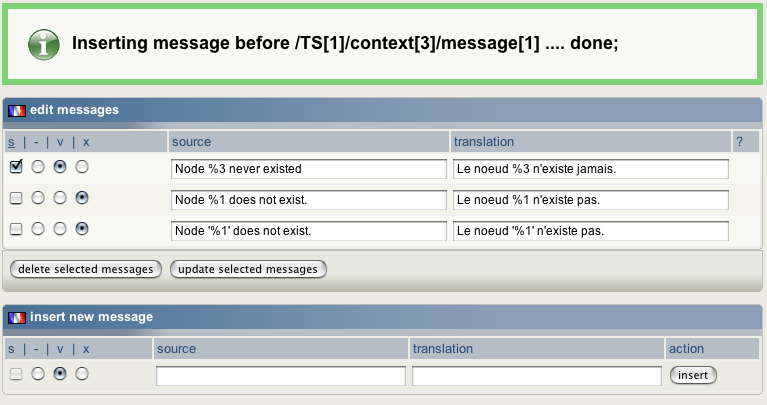 Inserting message before /TS[1]/context[3]/message[1] .... done;
edit messages
s | - | v | x source translation ?
Node %3 never existed Le noeud %3 n'existe jamais.
Node %1 does not exist. Le noeud %1 n'existe pas.
Node '%1' does not exist. Le noeud '%1' n'existe pas.
delete selected messages update selected messages
insert new message
s | - | v | x source translation action
insert